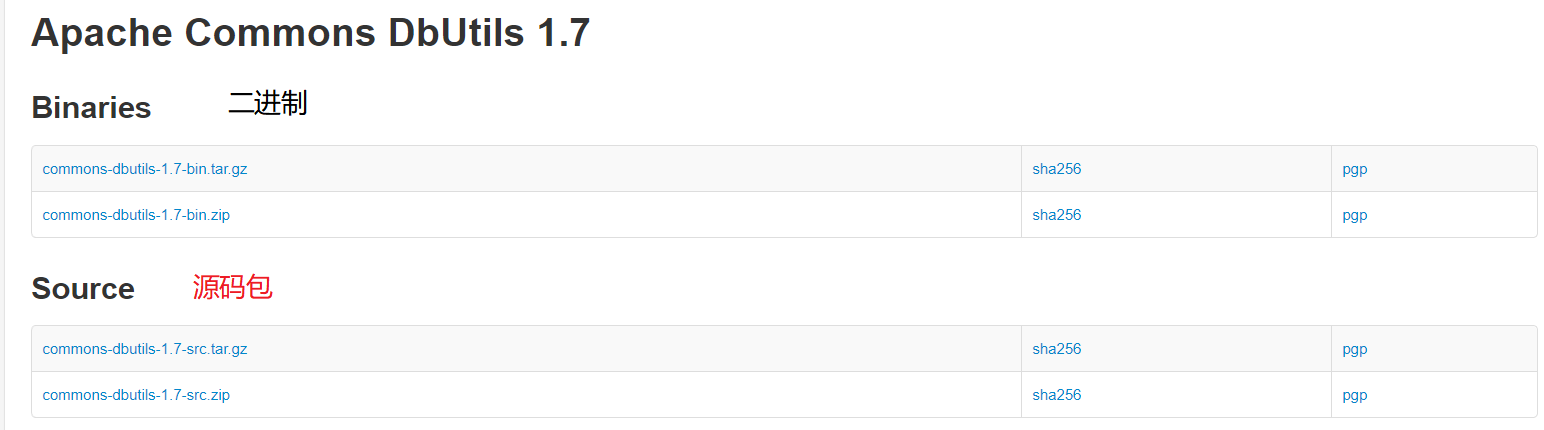 Apache Commons DbUtils 1.7
Binaries 二进制
commons-dbutils-1.7-bin.tar.gz sha256 pgp
commons-dbutils-1.7-bin.zip sha256 pgp
Source 源码包
commons-dbutils-1.7-src.tar.gz sha256 pgp
commons-dbutils-1.7-src.zip sha256 pgp